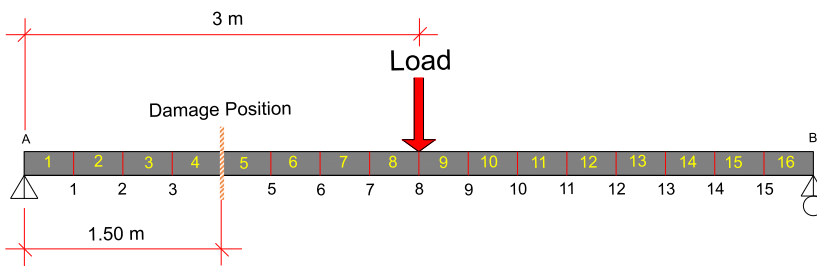 3 m
Load
Damage Position
A
B
1 2 3 4 5 6 7 8 9 10 11 12 13 14 15 16
1 2 3 5 6 7 8 9 10 11 12 13 14 15
1.50 m